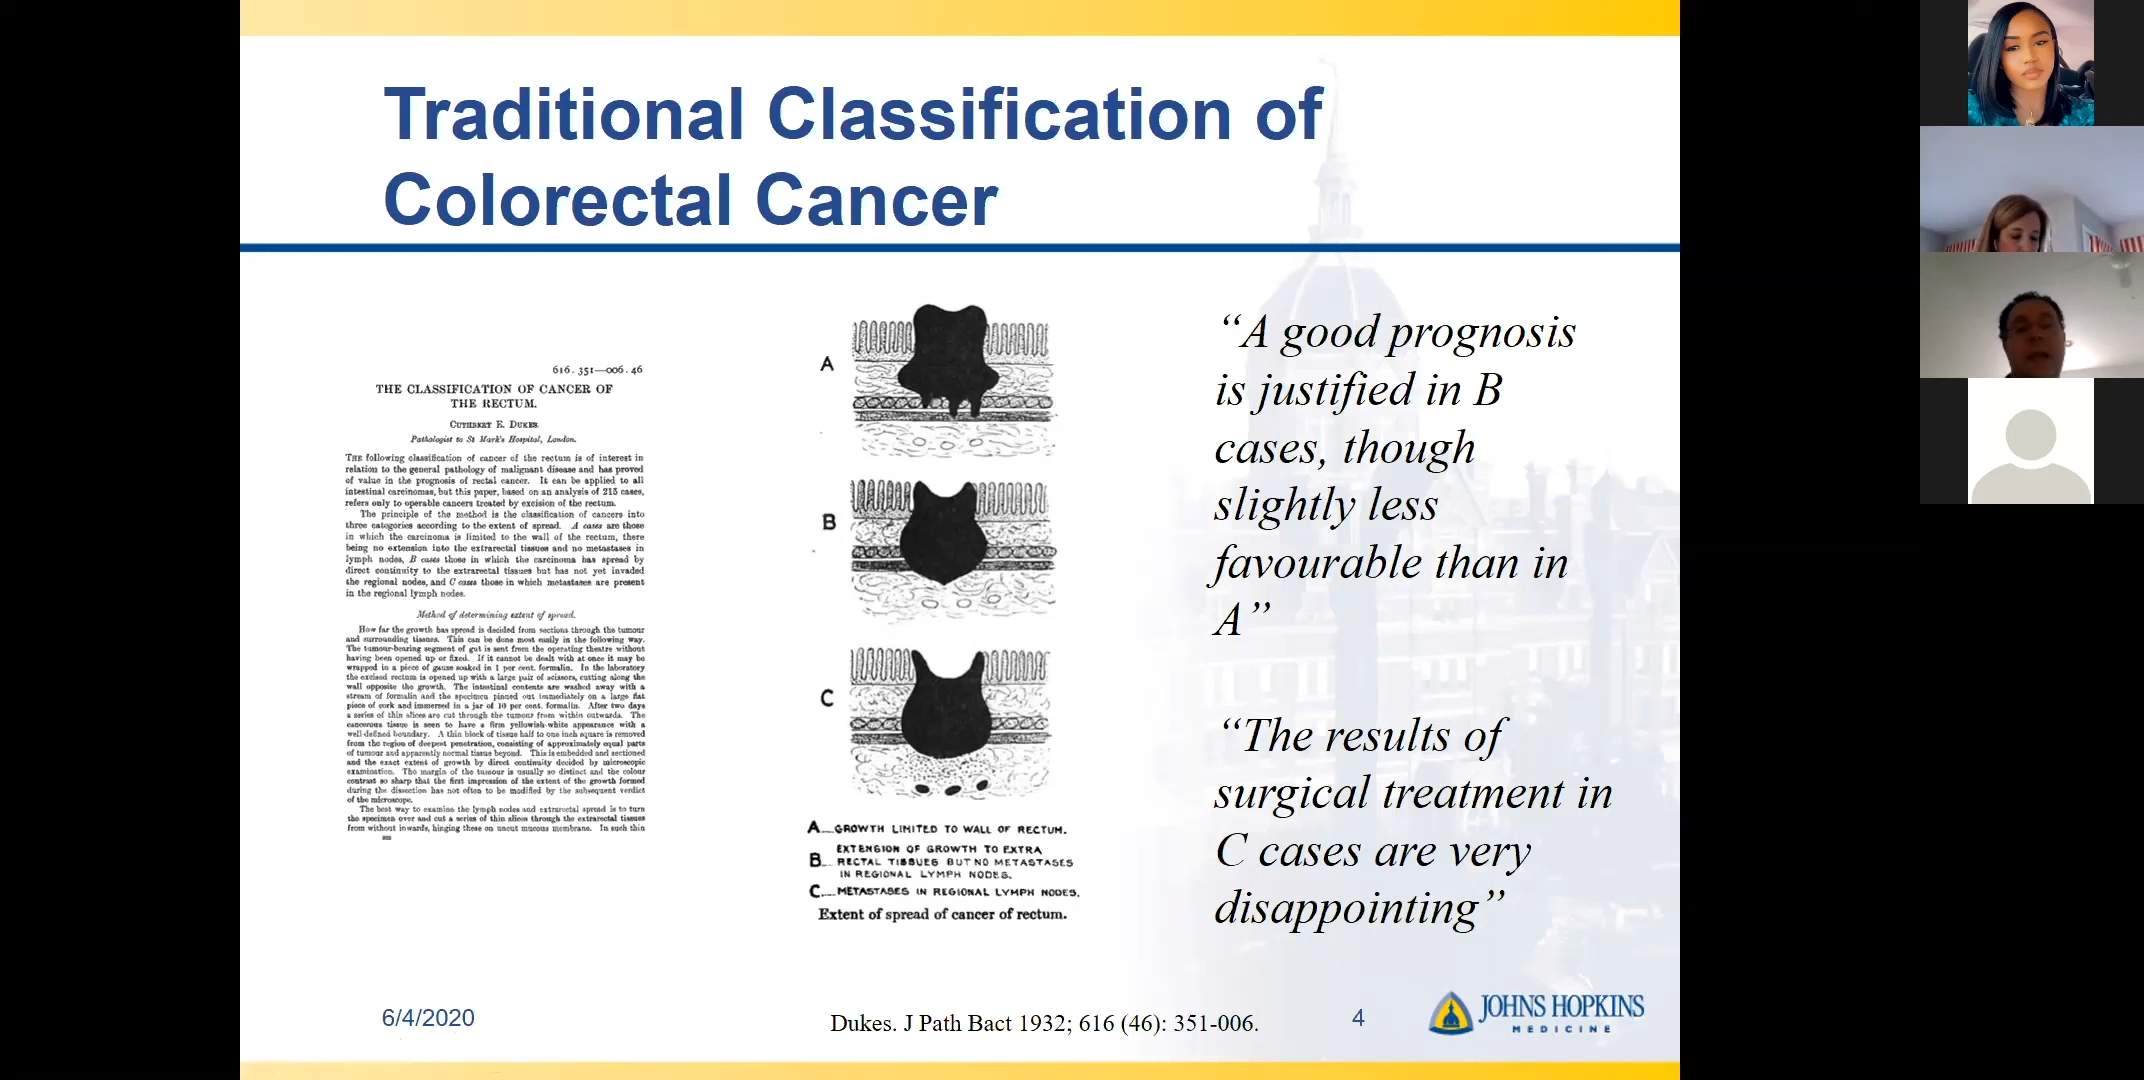 Traditional Classification of
Colorectal Cancer
616.351—006.46
THE CLASSIFICATION OF CANCER OF
THE RECTUM.
CUTHBERT E. DUKES.
Pathologist to St Mark's Hospital, London.
THE following classification of cancer of the rectum is of interest in
relation to the general pathology of malignant disease and has proved
of value in the prognosis of rectal cancer. It can be applied to all
intestinal carcinomas, but this paper, based on an analysis of 215 cases,
refers only to operable cancers treated by excision of the rectum.
The principle of the method is the classification of cancers into
three categories according to the extent of spread. A cases are those
in which the carcinoma is limited to the wall of the rectum, there
being no extension into the extrarectal tissues and no metastases in
lymph nodes, B cases those in which the carcinoma has spread by
direct continuity to the extrarectal tissues but has not yet invaded
the regional nodes, and C cases those in which metastases are present
in the regional lymph nodes.
Method of determining extent of spread.
How far the growth has spread is decided from sections through the tumour
and surrounding tissues. This can be done most easily in the following way.
The tumour-bearing segment of gut is sent from the operating theatre without
having been opened up or fixed. If it cannot be dealt with at once it may be
wrapped in a piece of gauze soaked in 1 per cent. formalin. In the laboratory
the excised rectum is opened up with a large pair of scissors, cutting along the
wall opposite the growth. The intestinal contents are washed away with a
stream of formalin and the specimen pinned out immediately on a large flat
piece of cork and immersed in a jar of 10 per cent. formalin. After two days
a series of thin slices are cut through the tumour from within outwards. The
cancerous tissue is seen to have a firm yellowish-white appearance with a
well-defined boundary. A thin block of tissue half to one inch square is removed
from the region of deepest penetration, consisting of approximately equal parts
of tumour and apparently normal tissue beyond. This is embedded and sectioned
and the exact extent of growth by direct continuity decided by microscopic
examination. The margin of the tumour is usually so distinct and the colour
contrast so sharp that the first impression of the extent of the growth formed
during the dissection has not often to be modified by the subsequent verdict
of the microscope.
The best way to examine the lymph nodes and extrarectal spread is to turn
the specimen over and cut a series of thin slices through the extrarectal tissues
from without inwards, hinging these on uncut mucous membrane. In such thin
A
B
C
A GROWTH LIMITED TO WALL OF RECTUM.
EXTENSION OF GROWTH TO EXTRA
B RECTAL TISSUES BUT NO METASTASES
IN REGIONAL LYMPH NODES.
C METASTASES IN REGIONAL LYMPH NODES.
Extent of spread of cancer of rectum.
“A good prognosis
is justified in B
cases, though
slightly less
favourable than in
A”
“The results of
surgical treatment in
C cases are very
disappointing”
6/4/2020
Dukes. J Path Bact 1932; 616 (46): 351-006.
4
JOHNS HOPKINS
MEDICINE